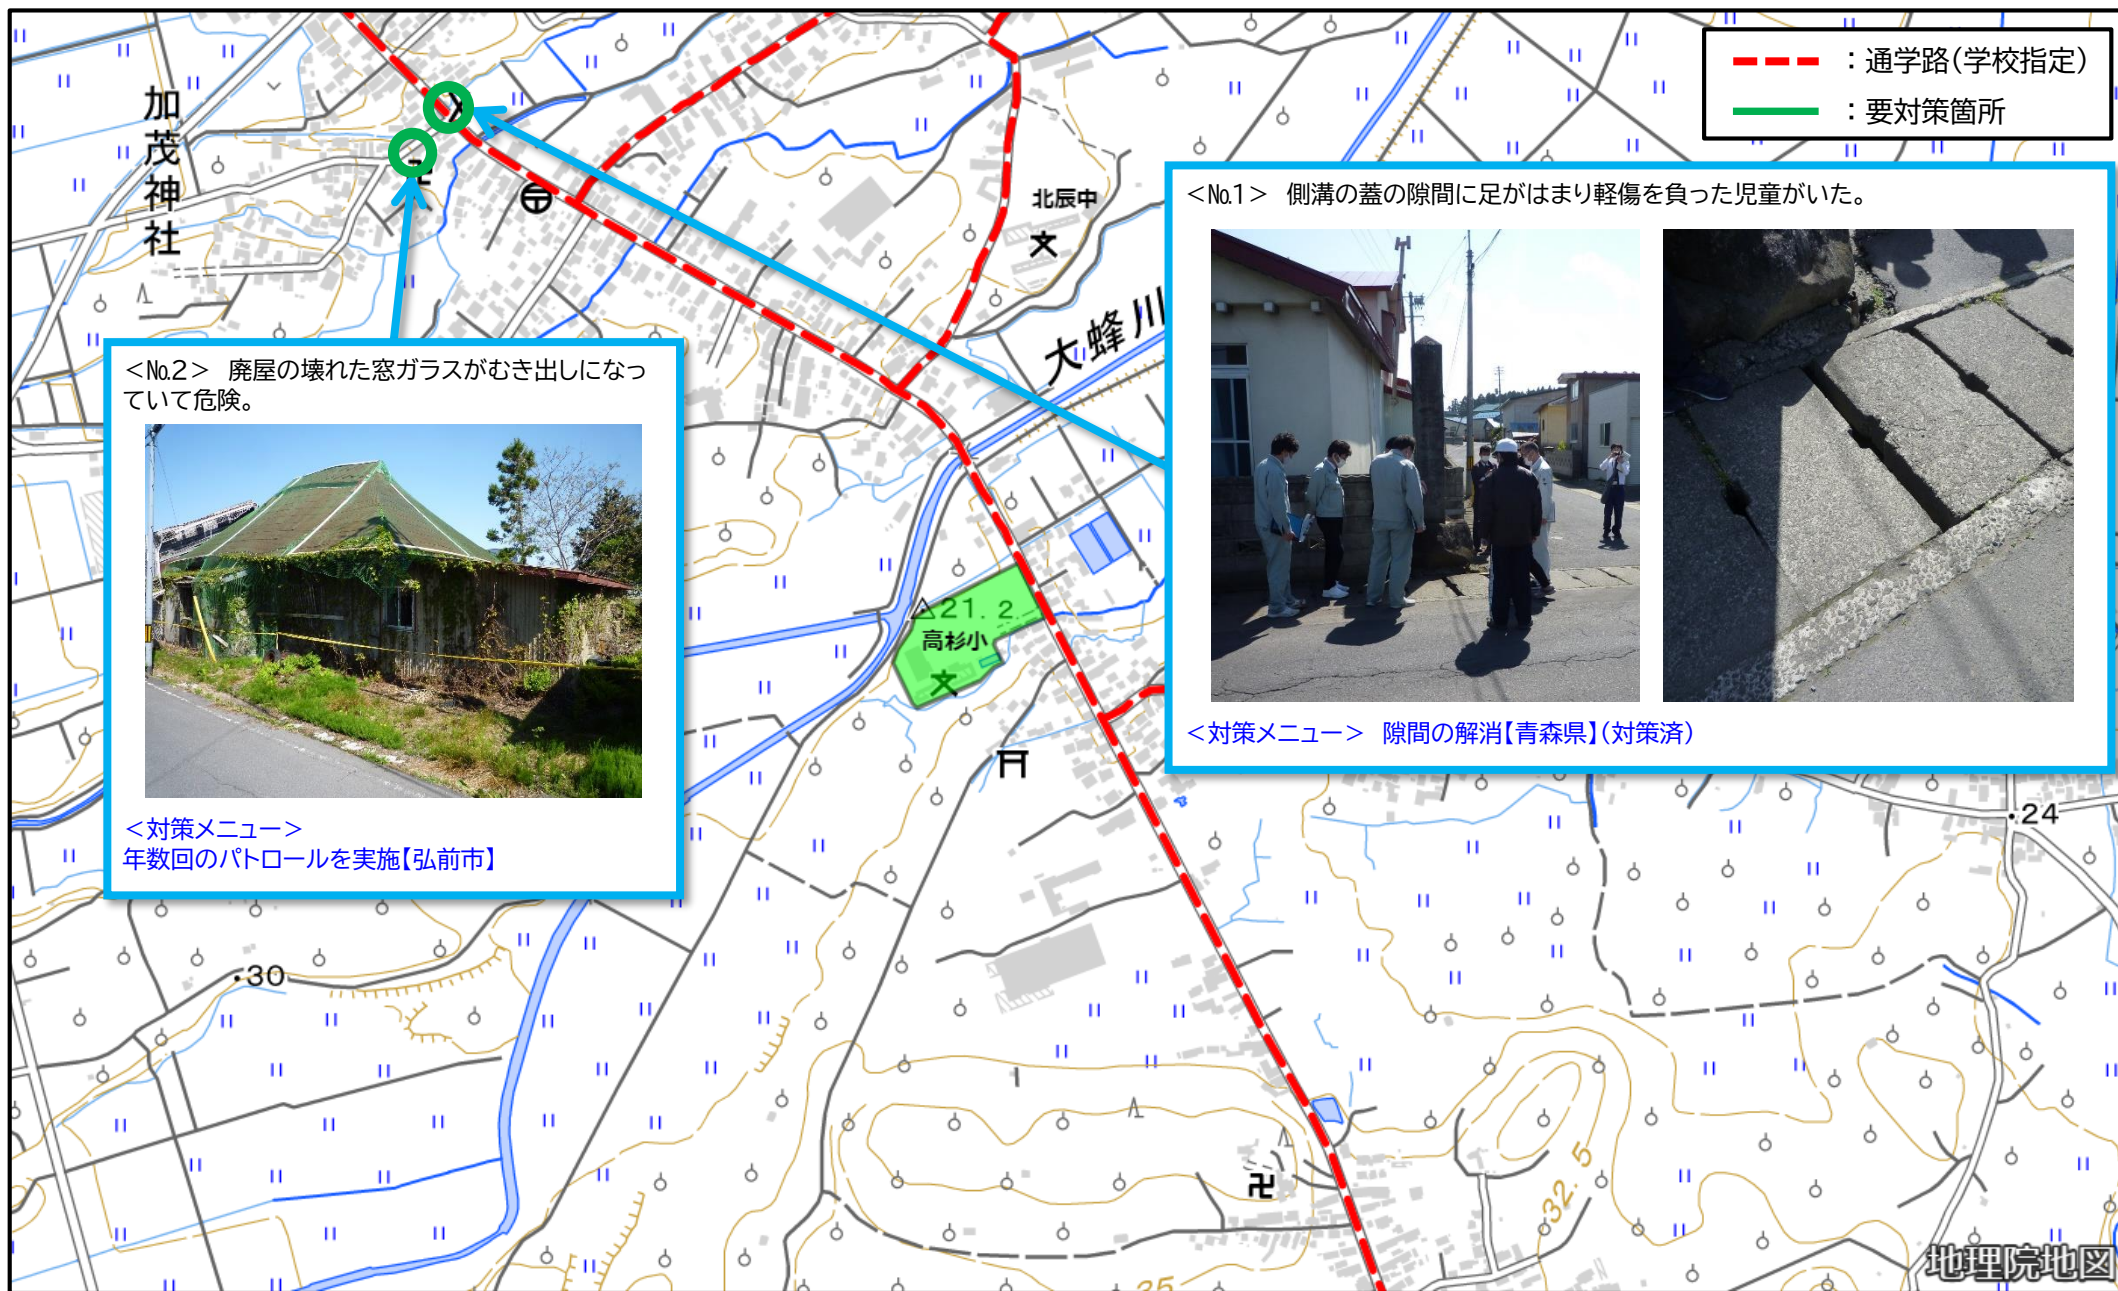 ：通学路（学校指定）
：要対策箇所
加茂神社
北辰中
大蜂川
＜№1＞ 側溝の蓋の隙間に足がはまり軽傷を負った児童がいた。
＜対策メニュー＞ 隙間の解消【青森県】（対策済）
＜№2＞ 廃屋の壊れた窓ガラスがむき出しになっ
ていて危険。
＜対策メニュー＞
年数回のパトロールを実施【弘前市】
21.2
高杉小
・24
・30
32.5
35
地理院地図